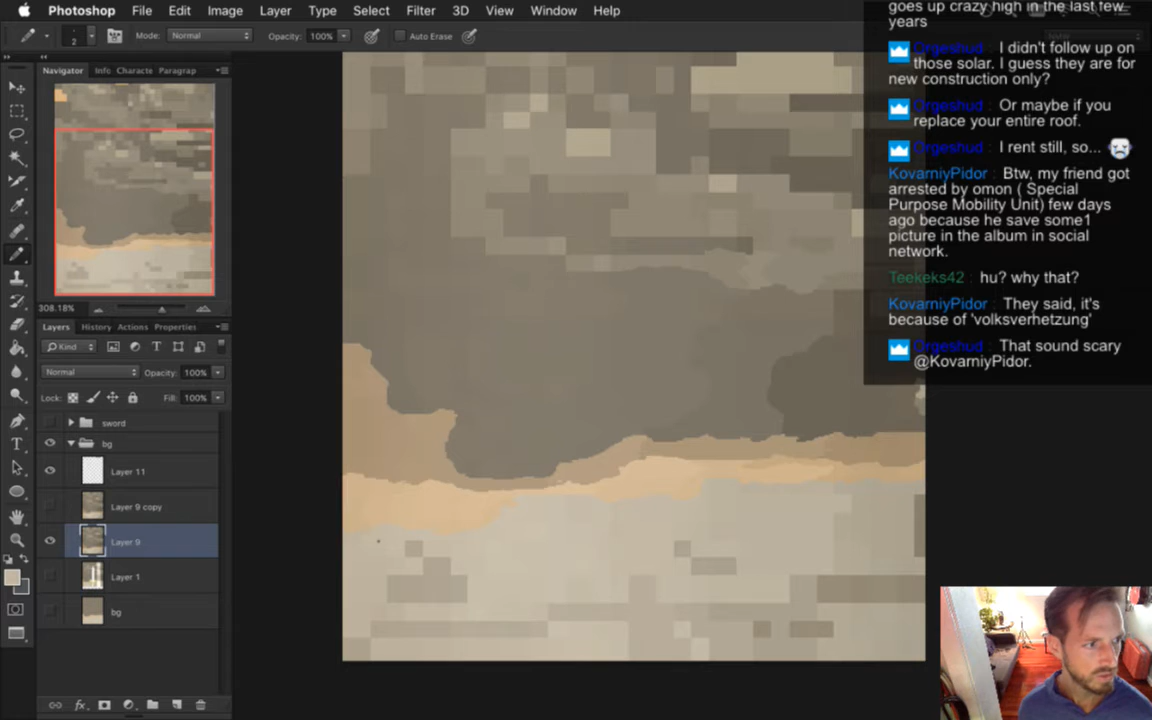 Photoshop File Edit Image Layer Type Select Filter 3D View Window Help
2 Mode: Normal Opacity: 100% Auto Erase
Navigator Info Characte Paragrap
308.18%
Layers History Actions Properties
Kind
Normal Opacity: 100%
Lock: Fill: 100%
sword
bg
Layer 11
Layer 9 copy
Layer 9
Layer 1
bg
goes up crazy high in the last few
years
Orgeshud : I didn't follow up on
those solar. I guess they are for
new construction only?
Orgeshud : Or maybe if you
replace your entire roof.
Orgeshud : I rent still, so...
KovarniyPidor : Btw, my friend got
arrested by omon ( Special
Purpose Mobility Unit) few days
ago because he save some1
picture in the album in social
network.
Teekeks42 : hu? why that?
KovarniyPidor : They said, it's
because of 'volksverhetzung'
Orgeshud : That sound scary
@KovarniyPidor.